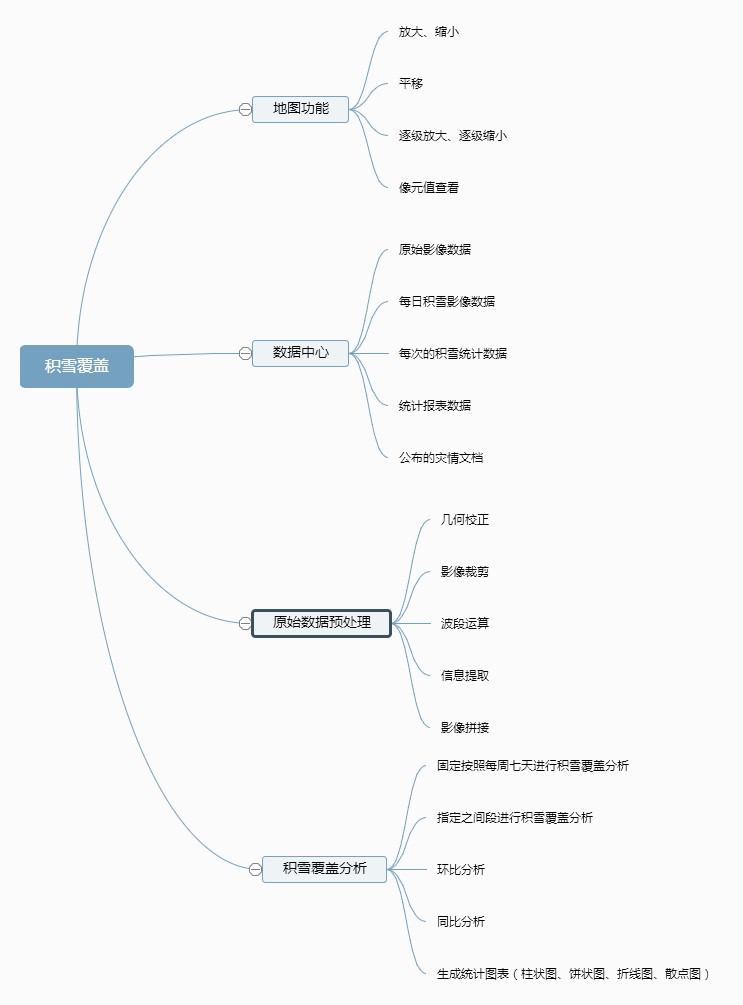 积雪覆盖
地图功能
放大、缩小
平移
逐级放大、逐级缩小
像元值查看
数据中心
原始影像数据
每日积雪影像数据
每次的积雪统计数据
统计报表数据
公布的灾情文档
原始数据预处理
几何校正
影像裁剪
波段运算
信息提取
影像拼接
积雪覆盖分析
固定按照每周七天进行积雪覆盖分析
指定之间段进行积雪覆盖分析
环比分析
同比分析
生成统计图表（柱状图、饼状图、折线图、散点图）